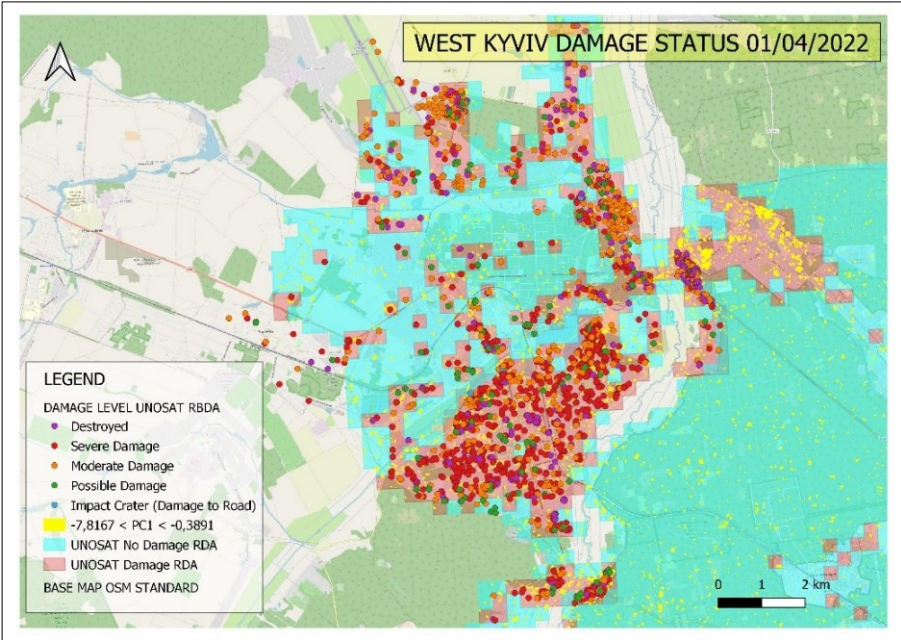 WEST KYVIV DAMAGE STATUS 01/04/2022
LEGEND
DAMAGE LEVEL UNOSAT RBDA
Destroyed
Severe Damage
Moderate Damage
Possible Damage
Impact Crater (Damage to Road)
-7,8167 < PC1 < -0,3891
UNOSAT No Damage RDA
UNOSAT Damage RDA
BASE MAP OSM STANDARD
0 1 2 km